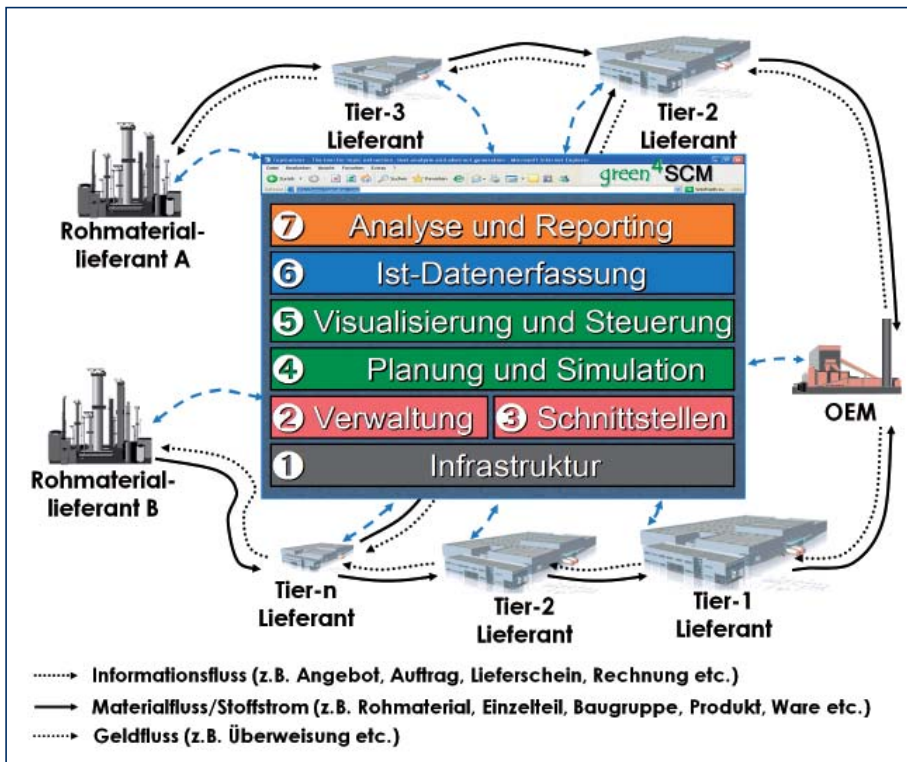 Tier-3
Lieferant
Tier-2
Lieferant
Rohmaterial-
lieferant A
green4SCM
7 Analyse und Reporting
6 Ist-Datenerfassung
5 Visualisierung und Steuerung
4 Planung und Simulation
2 Verwaltung
3 Schnittstellen
1 Infrastruktur
OEM
Rohmaterial-
lieferant B
Tier-n
Lieferant
Tier-2
Lieferant
Tier-1
Lieferant
Informationsfluss (z.B. Angebot, Auftrag, Lieferschein, Rechnung etc.)
Materialfluss/Stoffstrom (z.B. Rohmaterial, Einzelteil, Baugruppe, Produkt, Ware etc.)
Geldfluss (z.B. Überweisung etc.)